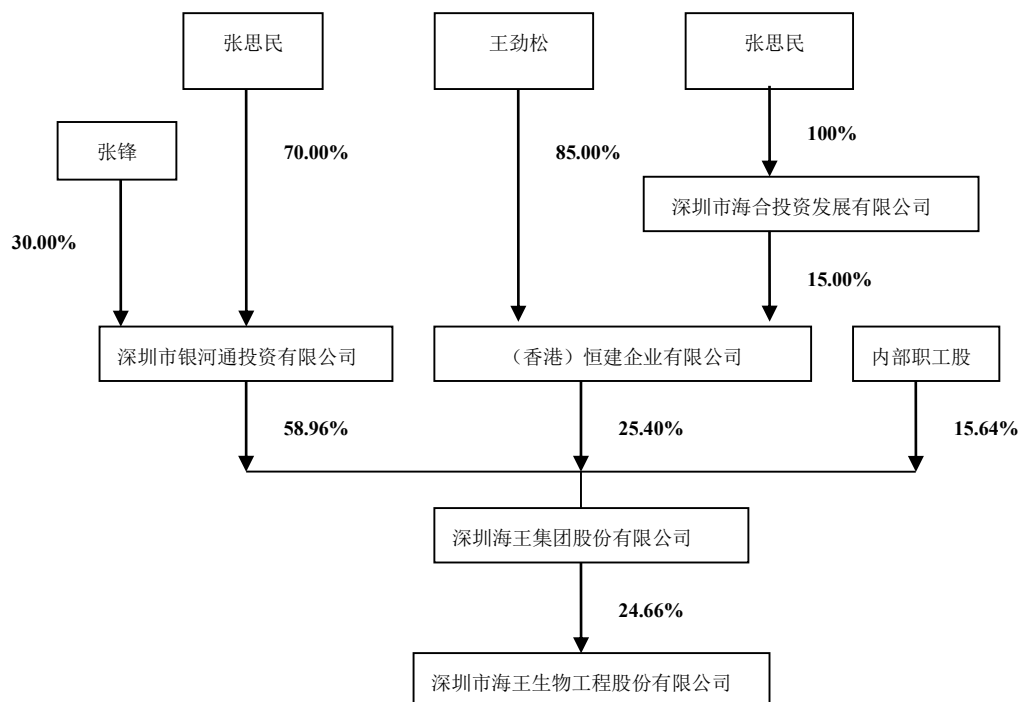 张思民
王劲松
张思民
张锋
70.00%
85.00%
100%
深圳市海合投资发展有限公司
30.00%
15.00%
深圳市银河通投资有限公司
（香港）恒建企业有限公司
内部职工股
58.96%
25.40%
15.64%
深圳海王集团股份有限公司
24.66%
深圳市海王生物工程股份有限公司